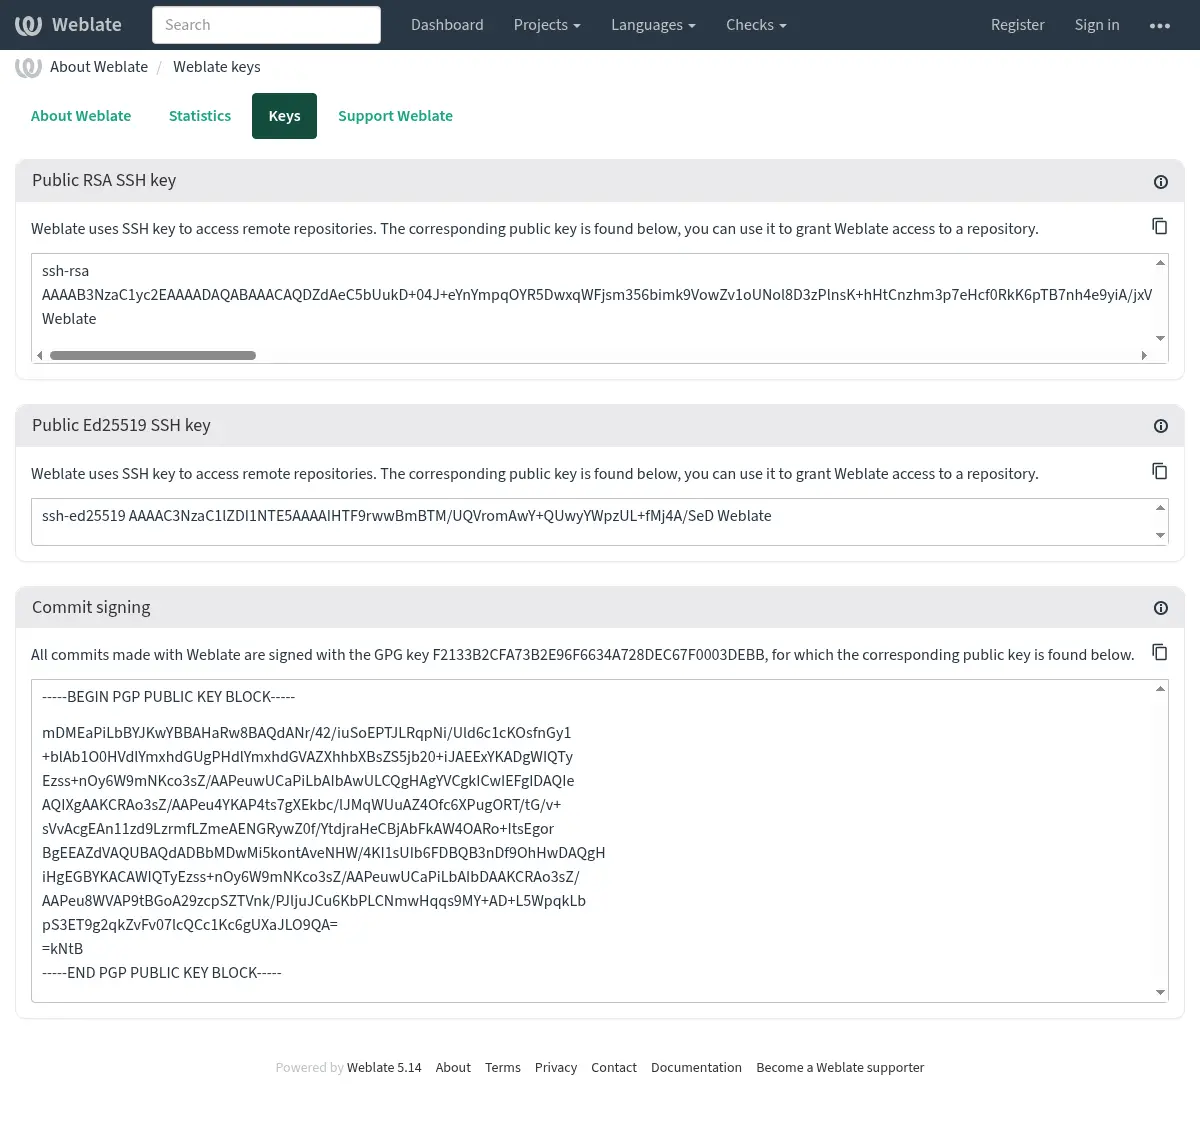 Weblate
Search
Dashboard
Projects
Languages
Checks
Register
Sign in
About Weblate / Weblate keys
About Weblate
Statistics
Keys
Support Weblate
Public RSA SSH key
Weblate uses SSH key to access remote repositories. The corresponding public key is found below, you can use it to grant Weblate access to a repository.
ssh-rsa
AAAAB3NzaC1yc2EAAAADAQABAAACAQDZdAeC5bUukD+04J+eYnYmpqOYR5DwxqWFjsm356bimk9VowZv1oUNol8D3zPlnsK+hHtCnzhm3p7eHcf0RkK6pTB7nh4e9yiA/jxV
Weblate
Public Ed25519 SSH key
Weblate uses SSH key to access remote repositories. The corresponding public key is found below, you can use it to grant Weblate access to a repository.
ssh-ed25519 AAAAC3NzaC1lZDI1NTE5AAAAIHTF9rwwBmBTM/UQVromAwY+QUwyYWpzUL+fMj4A/SeD Weblate
Commit signing
All commits made with Weblate are signed with the GPG key F2133B2CFA73B2E96F6634A728DEC67F0003DEBB, for which the corresponding public key is found below.
-----BEGIN PGP PUBLIC KEY BLOCK-----
mDMEaPiLbBYJKwYBBAHaRw8BAQdANr/42/iuSoEPTJLRqpNi/Uld6c1cKOsfnGy1
+blAb1O0HVdlYmxhdGUgPHdlYmxhdGVAZXhhbXBsZS5jb20+iJAEExYKADgWIQTy
Ezss+nOy6W9mNKco3sZ/AAPeuwUCaPiLbAIbAwULCQgHAgYVCgkICwIEFgIDAQIe
AQIXgAAKCRAo3sZ/AAPeu4YKAP4ts7gXEkbc/lJMqWUuAZ4Ofc6XPugORT/tG/v+
sVvAcgEAn11zd9LzrmfLZmeAENGRywZ0f/YtdjraHeCBjAbFkAW4OARo+ItsEgor
BgEEAZdVAQUBAQdADBbMDwMi5kontAveNHW/4KI1sUIb6FDBQB3nDf9OhHwDAQgH
iHgEGBYKACAWIQTyEzss+nOy6W9mNKco3sZ/AAPeuwUCaPiLbAIbDAAKCRAo3sZ/
AAPeu8WVAP9tBGoA29zcpSZTVnk/PJljuJCu6KbPLCNmwHqqs9MY+AD+L5WpqkLb
pS3ET9g2qkZvFv07lcQCc1Kc6gUXaJLO9QA=
=kNtB
-----END PGP PUBLIC KEY BLOCK-----
Powered by Weblate 5.14 About Terms Privacy Contact Documentation Become a Weblate supporter